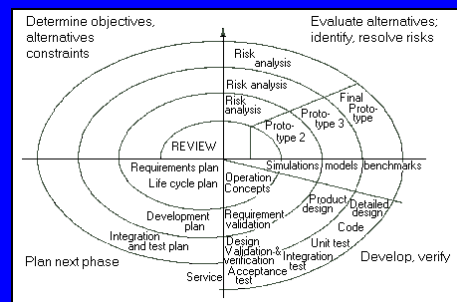 Determine objectives,
alternatives
constraints
Evaluate alternatives;
identify, resolve risks
Risk
analysis
Risk analysis
Risk
analysis
Final
Proto-
type
Proto-
type 3
Proto-
type 2
REVIEW
Requirements plan
Life cycle plan
Simulations
models
benchmarks
Operation
Concepts
Product
design
Detailed
design
Development
plan
Requirement
validation
Code
Integration
and test plan
Unit test
Design
Validation&
verification
Integration
test
Plan next phase
Develop, verify
Service
Acceptance
test